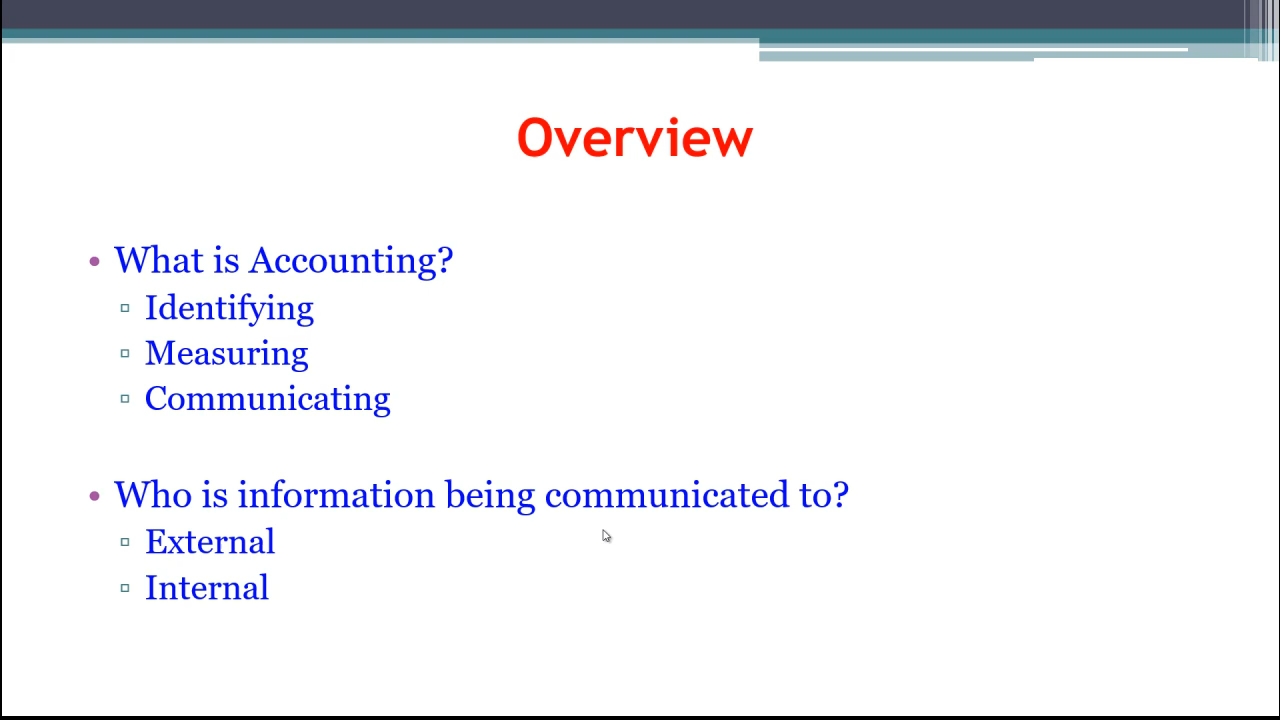 Overview
• What is Accounting?
▫ Identifying
▫ Measuring
▫ Communicating
• Who is information being communicated to?
▫ External
▫ Internal